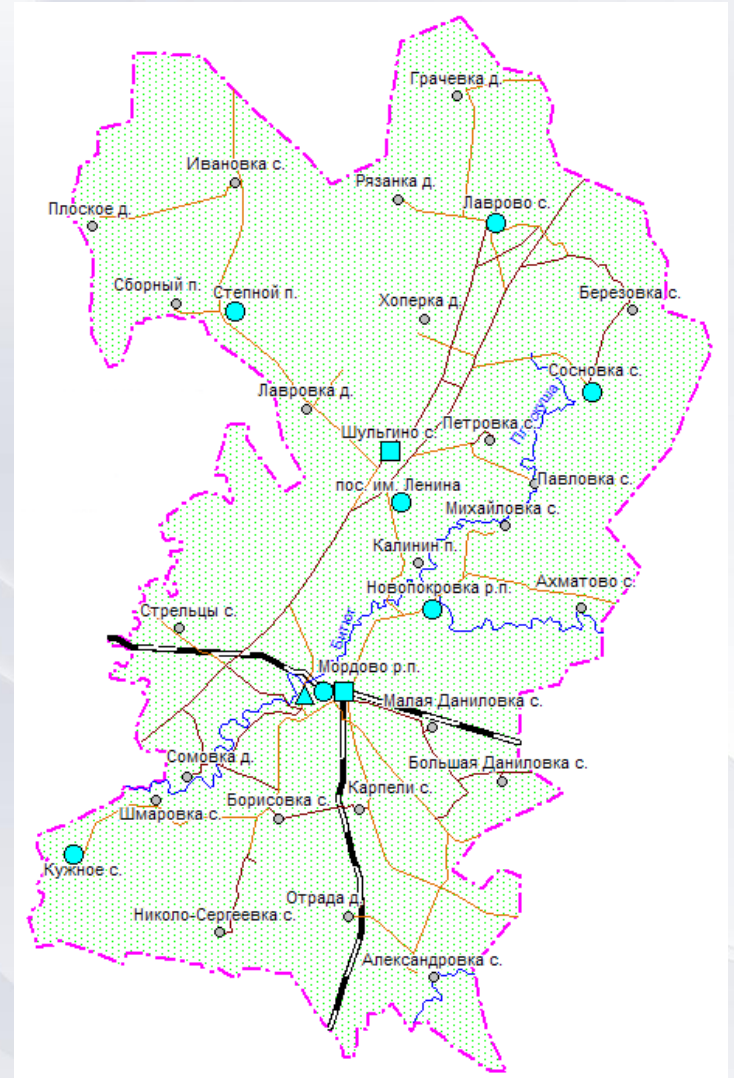 Грачевка д.
Ивановка с.
Рязанка д.
Лаврово с.
Плоское д.
Сборный п.
Степной п.
Хоперка д.
Березовка с.
Сосновка с.
Лавровка д.
Плоскуша
Петровка с.
Шульгино с.
Павловка с.
пос. им. Ленина
Михайловка с.
Калинин п.
Ахматово с.
Новопокровка р.п.
Стрельцы с.
Битюг
Мордово р.п.
Малая Даниловка с.
Сомовка д.
Большая Даниловка с.
Карпели с.
Борисовка с.
Шмаровка с.
Кужное с.
Отрада д.
Николо-Сергеевка с.
Александровка с.